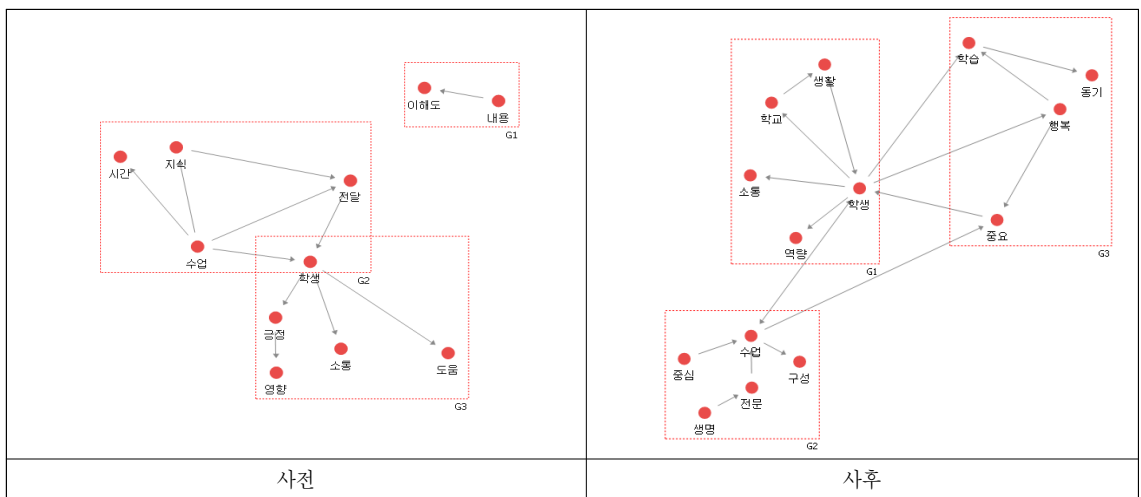 이해도
내용
G1
시간
지식
전달
수업
학생
G2
긍정
소통
도움
영향
G3
사전
학습
생활
동기
학교
행복
소통
학생
중요
역량
G1
G3
수업
중심
구성
전문
생명
G2
사후